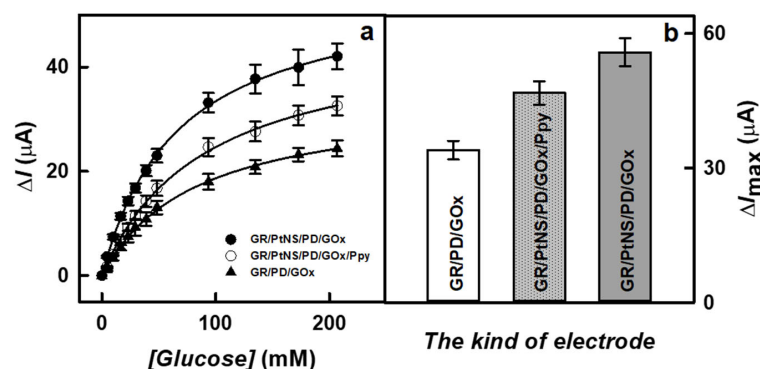 a
40
20
0
ΔI (μA)
GR/PtNS/PD/GOx
GR/PtNS/PD/GOx/Ppy
GR/PD/GOx
0
100
200
[Glucose] (mM)
b
60
30
0
ΔImax (μA)
GR/PD/GOx
GR/PtNS/PD/GOx/Ppy
GR/PtNS/PD/GOx
The kind of electrode